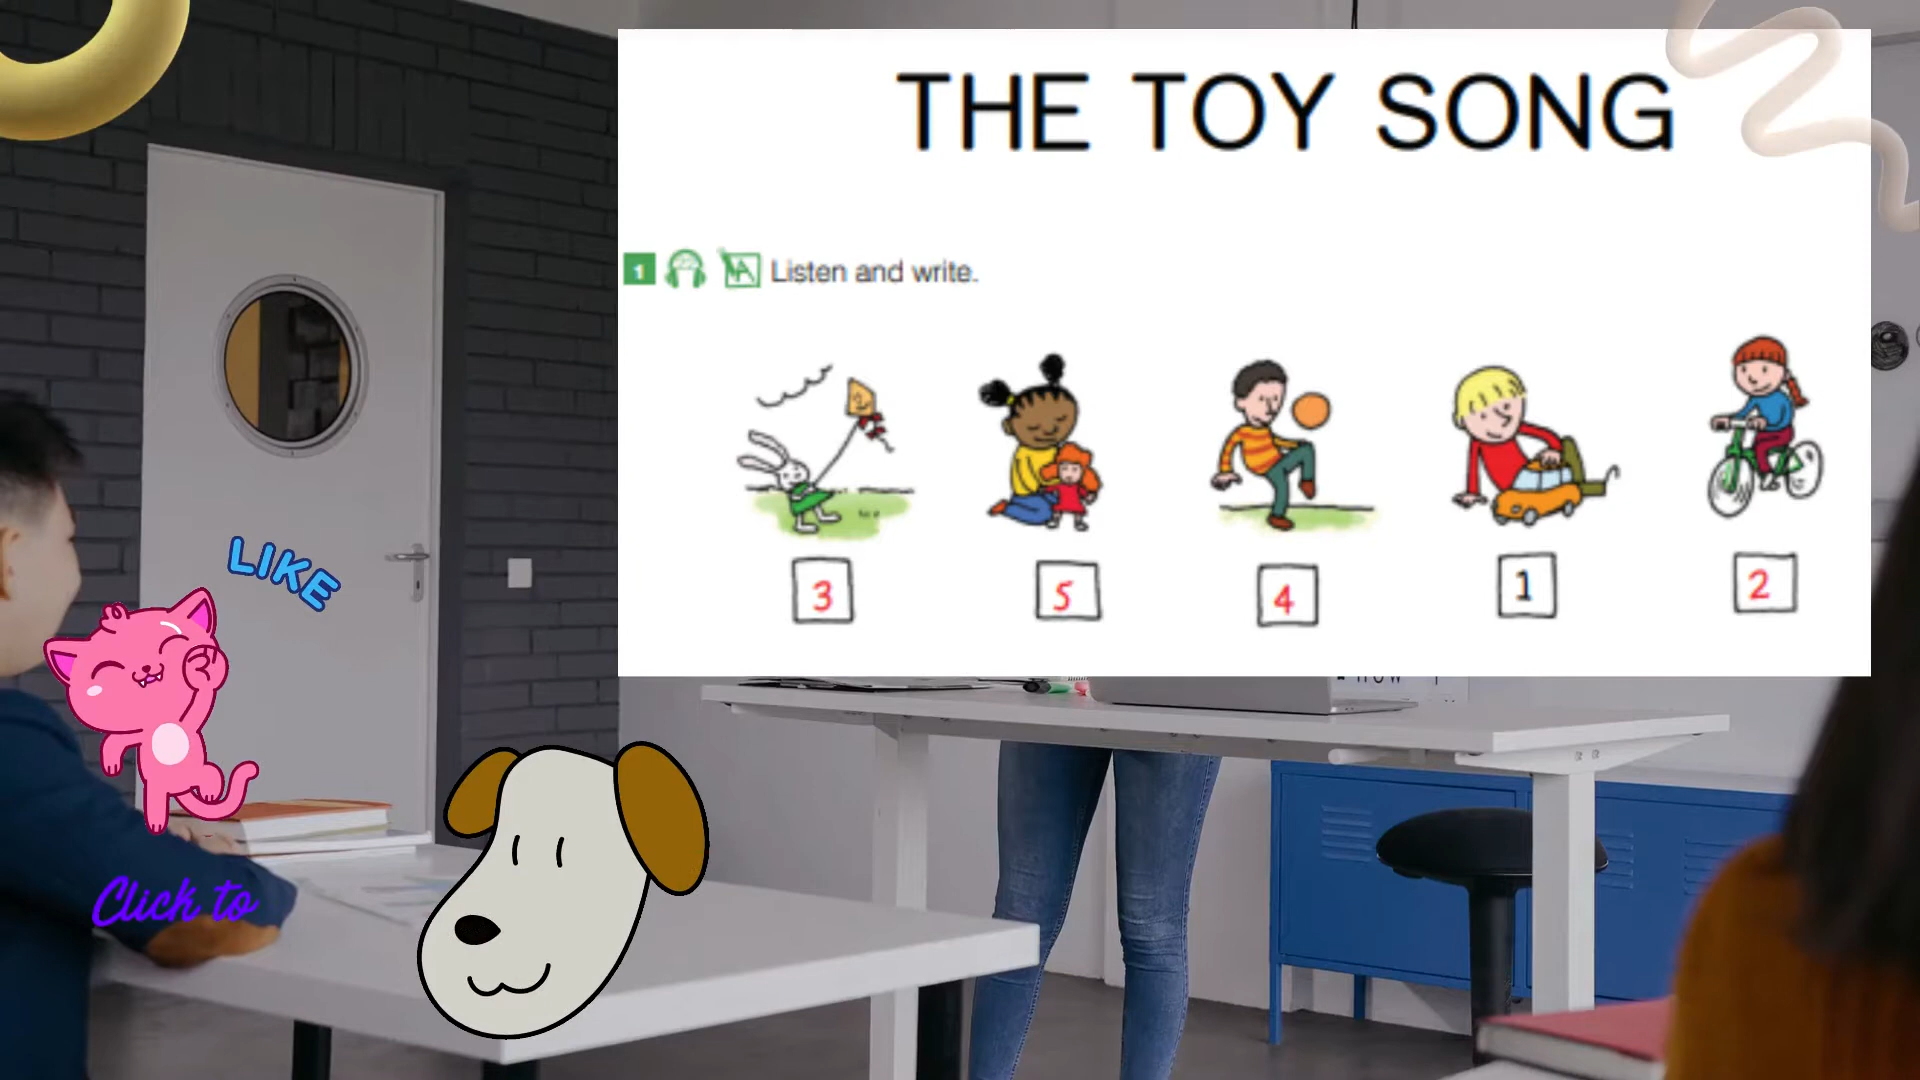 THE TOY SONG
1 Listen and write.
3 5 4 1 2
LIKE
Click to